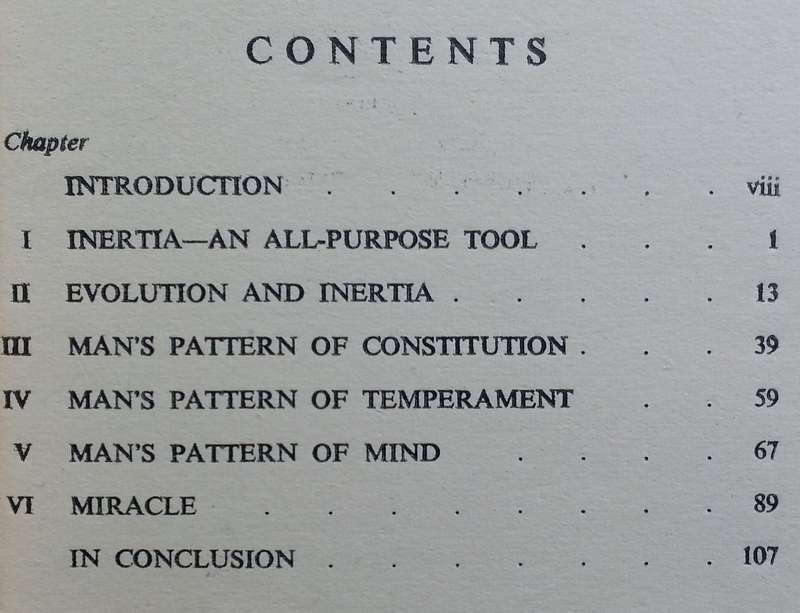 CONTENTS
Chapter
INTRODUCTION . . . . . . . viii
I INERTIA—AN ALL-PURPOSE TOOL . . . 1
II EVOLUTION AND INERTIA . . . . . 13
III MAN'S PATTERN OF CONSTITUTION . . . 39
IV MAN'S PATTERN OF TEMPERAMENT . . 59
V MAN'S PATTERN OF MIND . . . . 67
VI MIRACLE . . . . . . . . 89
IN CONCLUSION . . . . . . . 107